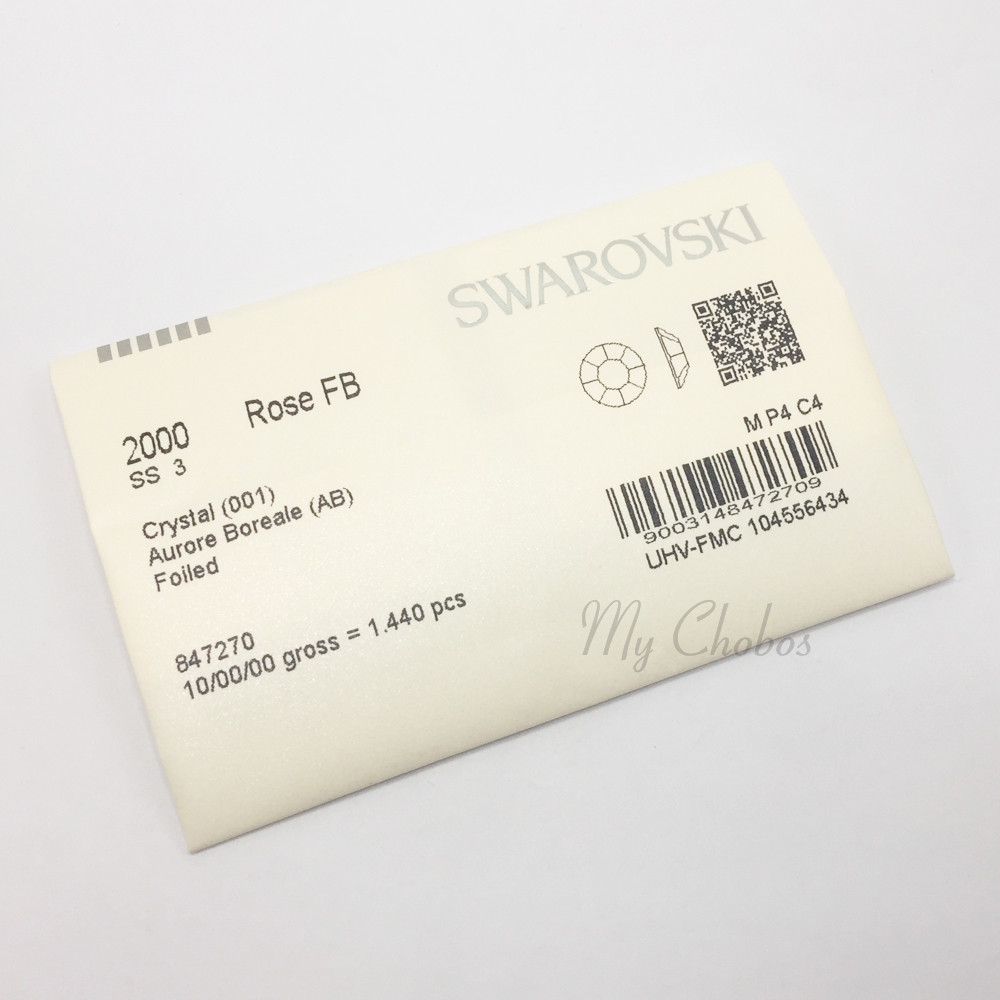 SWAROVSKI
2000 Rose FB
SS 3
Crystal (001)
Aurore Boreale (AB)
Foiled
847270
10/00/00 gross = 1.440 pcs
M P4 C4
9003148472709
UHV-FMC 104556434
My Chobos